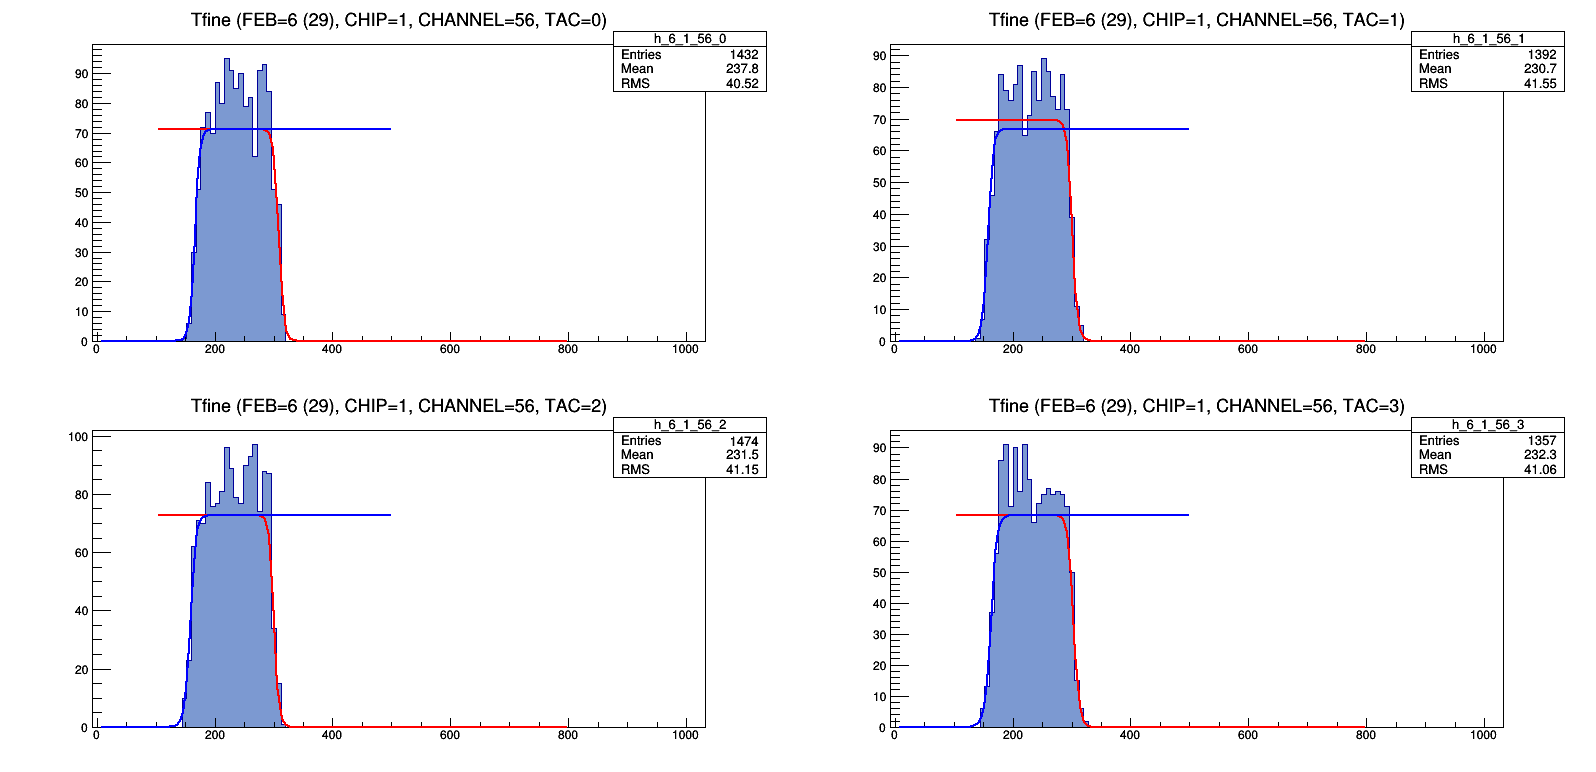 Tfine (FEB=6 (29), CHIP=1, CHANNEL=56, TAC=0)
h_6_1_56_0
Entries 1432
Mean 237.8
RMS 40.52
90
80
70
60
50
40
30
20
10
0
0 200 400 600 800 1000
Tfine (FEB=6 (29), CHIP=1, CHANNEL=56, TAC=1)
h_6_1_56_1
Entries 1392
Mean 230.7
RMS 41.55
90
80
70
60
50
40
30
20
10
0
0 200 400 600 800 1000
Tfine (FEB=6 (29), CHIP=1, CHANNEL=56, TAC=2)
h_6_1_56_2
Entries 1474
Mean 231.5
RMS 41.15
100
80
60
40
20
0
0 200 400 600 800 1000
Tfine (FEB=6 (29), CHIP=1, CHANNEL=56, TAC=3)
h_6_1_56_3
Entries 1357
Mean 232.3
RMS 41.06
90
80
70
60
50
40
30
20
10
0
0 200 400 600 800 1000